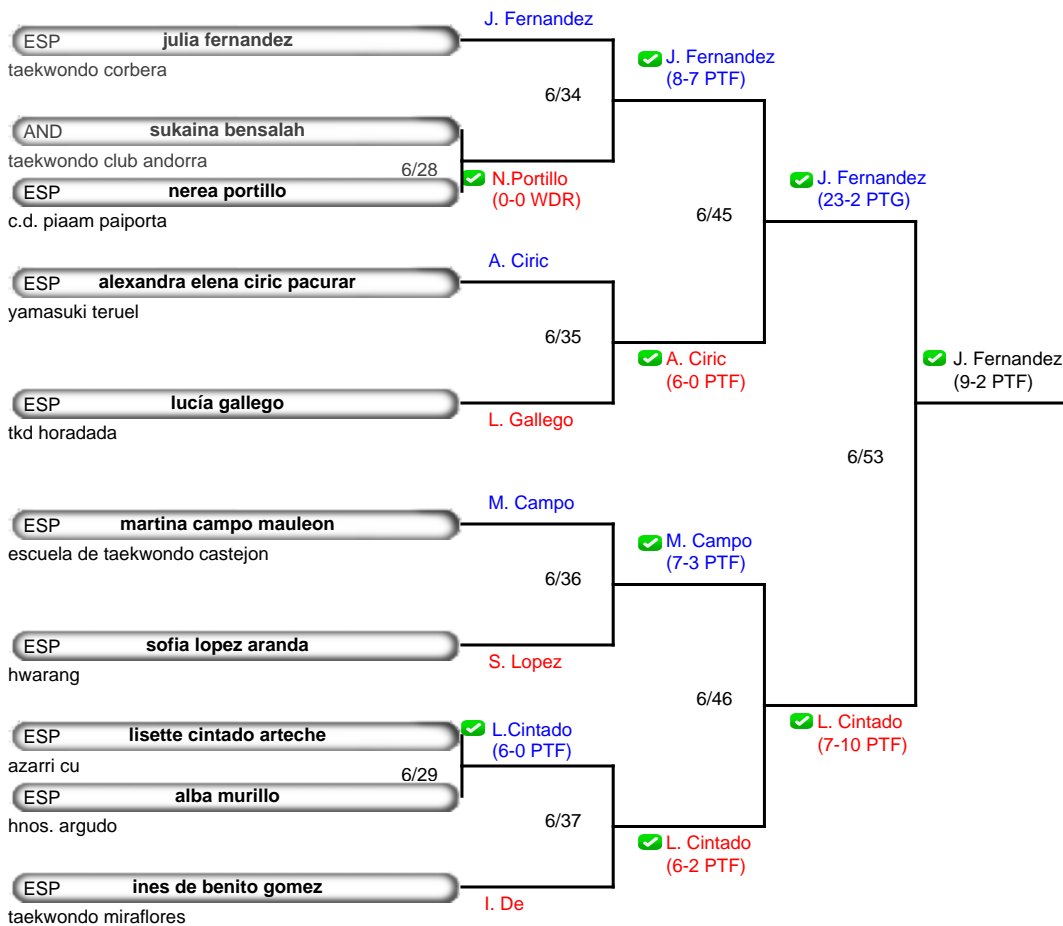 J. Fernandez
ESP julia fernandez
taekwondo corbera
J. Fernandez
(8-7 PTF)
6/34
AND sukaina bensalah
taekwondo club andorra
6/28
ESP nerea portillo
c.d. piaam paiporta
N.Portillo
(0-0 WDR)
J. Fernandez
(23-2 PTG)
6/45
A. Ciric
ESP alexandra elena ciric pacurar
yamasuki teruel
6/35
A. Ciric
(6-0 PTF)
J. Fernandez
(9-2 PTF)
ESP lucía gallego
tkd horadada
L. Gallego
6/53
M. Campo
ESP martina campo mauleon
escuela de taekwondo castejon
M. Campo
(7-3 PTF)
6/36
ESP sofia lopez aranda
hwarang
S. Lopez
6/46
ESP lisette cintado arteche
azarri cu
L.Cintado
(6-0 PTF)
L. Cintado
(7-10 PTF)
6/29
ESP alba murillo
hnos. argudo
6/37
L. Cintado
(6-2 PTF)
ESP ines de benito gomez
taekwondo miraflores
I. De